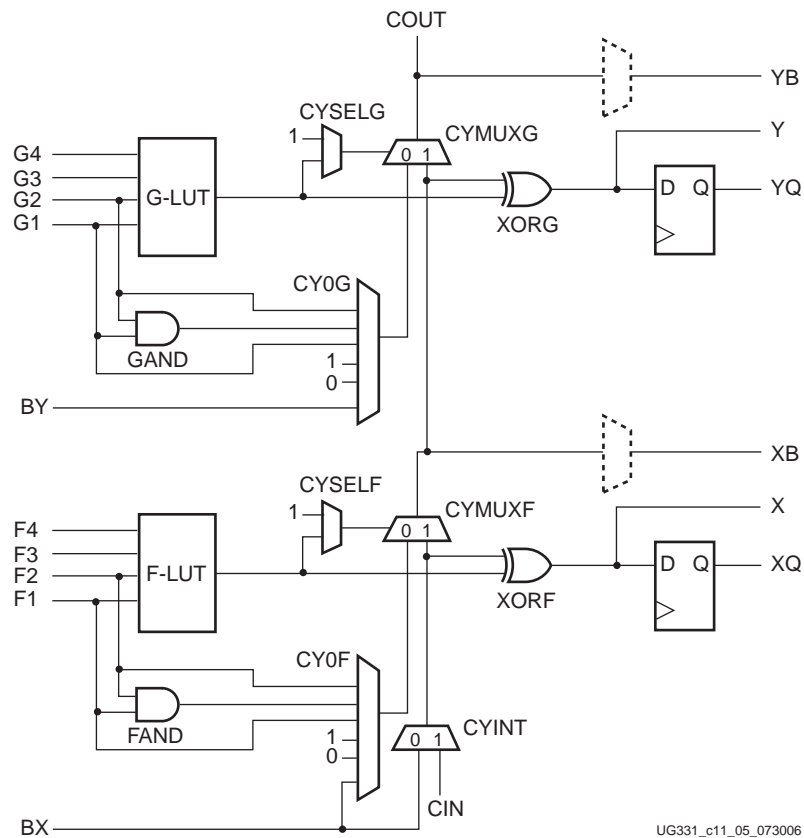 COUT
YB
CYSELG
1
CYMUXG
0 1
Y
G4
G3
G2
G1
G-LUT
D Q
YQ
XORG
CY0G
GAND
1
0
BY
XB
CYSELF
1
CYMUXF
0 1
X
F4
F3
F2
F1
F-LUT
D Q
XQ
XORF
CY0F
FAND
1
0
CYINT
0 1
CIN
BX
UG331_c11_05_073006